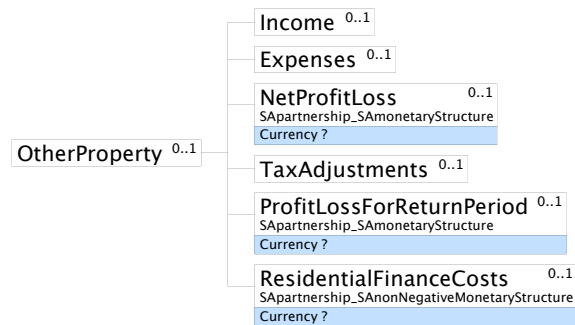 Income 0..1
Expenses 0..1
NetProfitLoss 0..1
SApartnership_SAmonetaryStructure
Currency ?
OtherProperty 0..1
TaxAdjustments 0..1
ProfitLossForReturnPeriod 0..1
SApartnership_SAmonetaryStructure
Currency ?
ResidentialFinanceCosts 0..1
SApartnership_SAnonNegativeMonetaryStructure
Currency ?